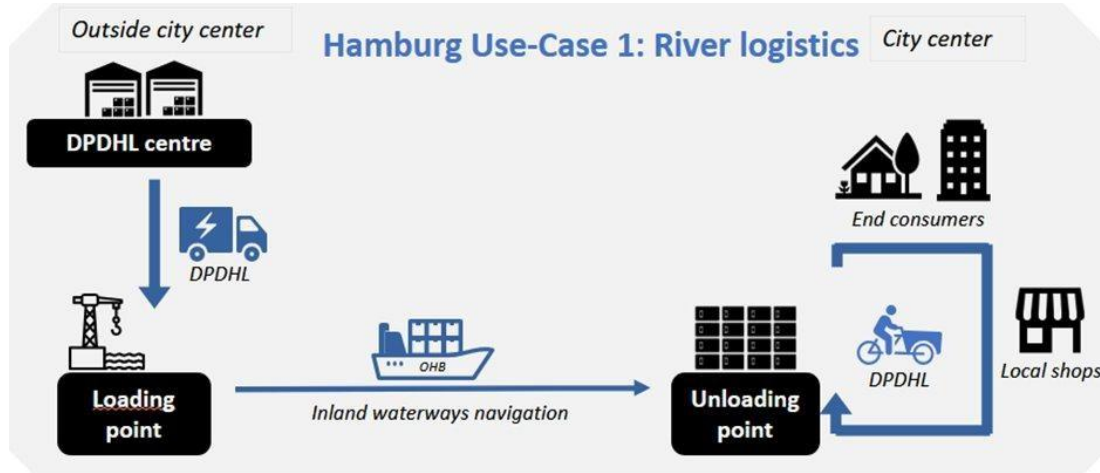 Outside city center
Hamburg Use-Case 1: River logistics
City center
DPDHL centre
DPDHL
End consumers
OHB
DPDHL
Local shops
Loading
point
Inland waterways navigation
Unloading
point